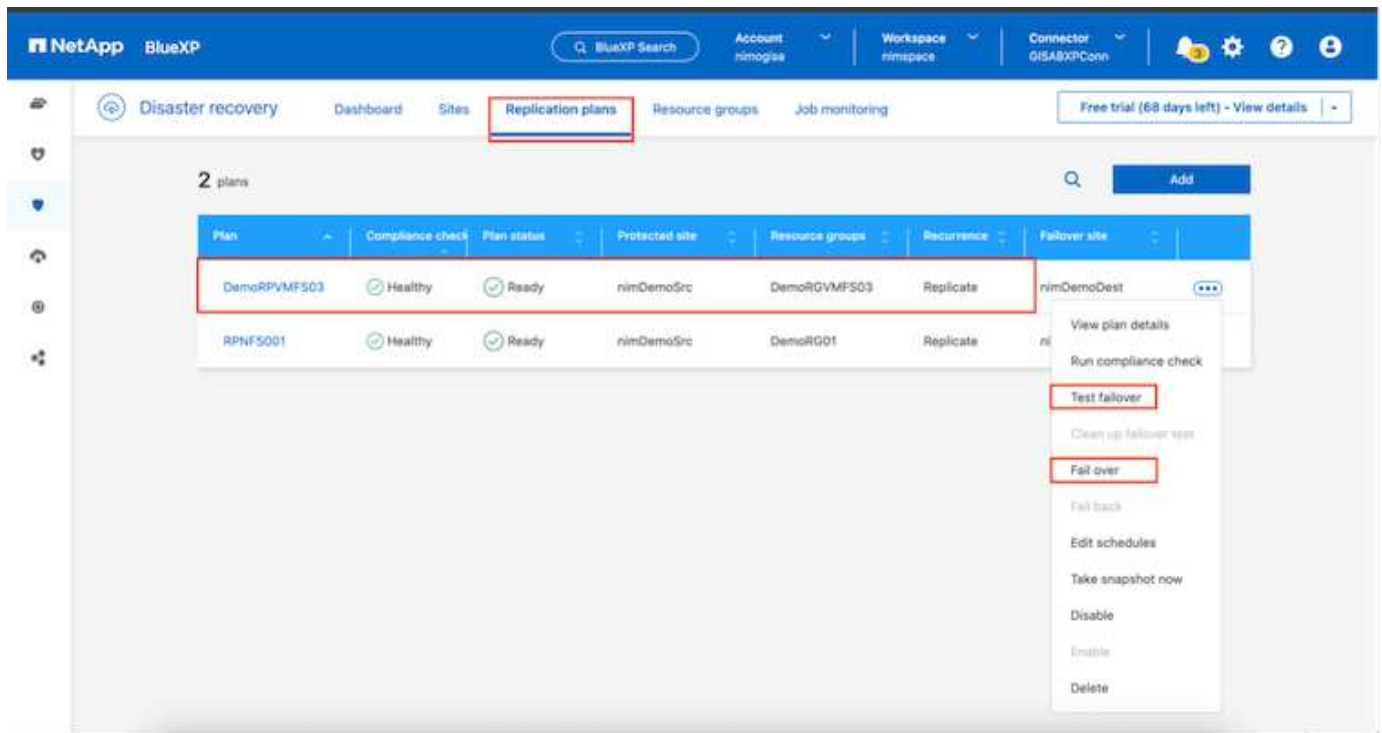 NetApp BlueXP BlueXP Search Account nimogisa Workspace nimspace Connector GISABXPConn 3
Disaster recovery Dashboard Sites Replication plans Resource groups Job monitoring Free trial (68 days left) - View details
2 plans Add
Plan Compliance check Plan status Protected site Resource groups Recurrence Failover site
DemoRPVMFS03 Healthy Ready nimDemoSrc DemoRGVMFS03 Replicate nimDemoDest
RPNFS001 Healthy Ready nimDemoSrc DemoRG01 Replicate ni
View plan details
Run compliance check
Test failover
Clean up failover test
Fail over
Fail back
Edit schedules
Take snapshot now
Disable
Enable
Delete